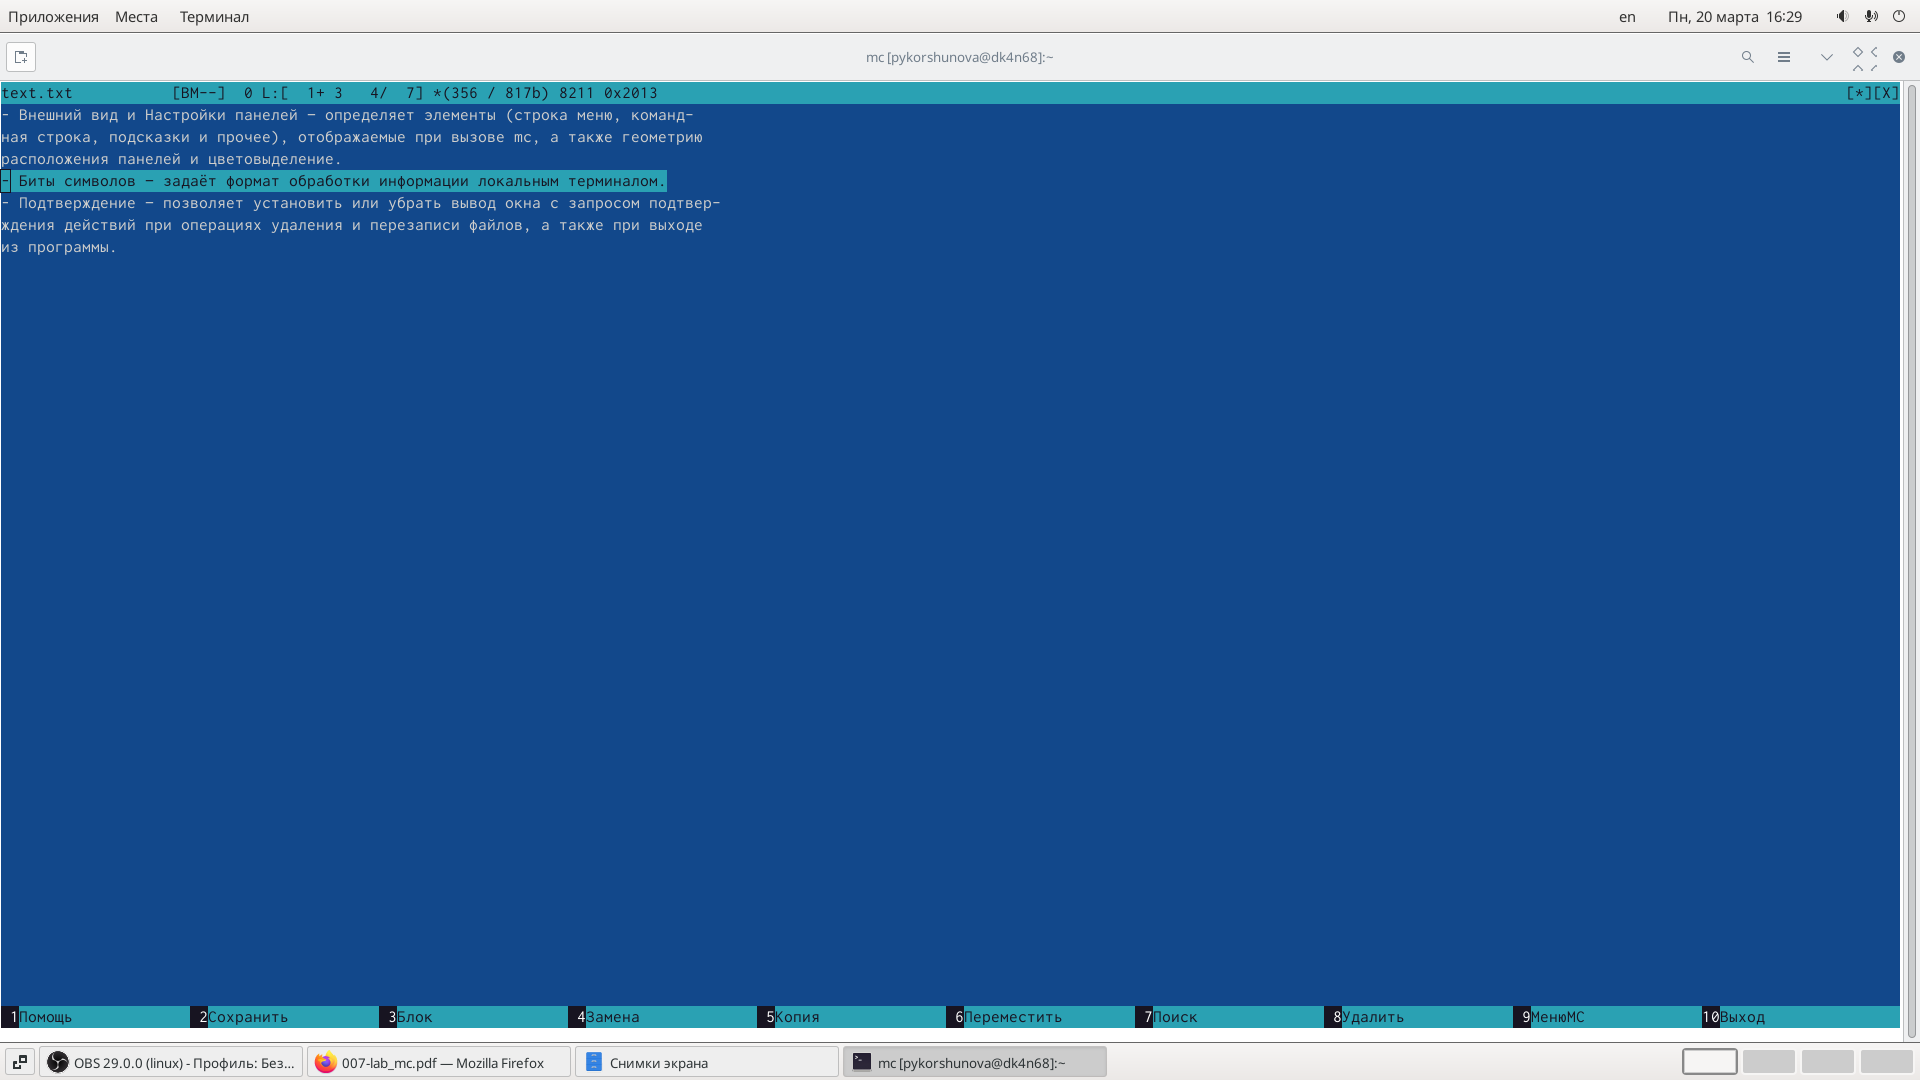 Приложения Места Терминал en Пн, 20 марта 16:29
mc [pykorshunova@dk4n68]:~
text.txt [BM--] 0 L:[ 1+ 3 4/ 7] *(356 / 817b) 8211 0x2013 [*][X]
– Внешний вид и Настройки панелей – определяет элементы (строка меню, команд-
ная строка, подсказки и прочее), отображаемые при вызове mc, а также геометрию
расположения панелей и цветовыделение.
– Биты символов – задаёт формат обработки информации локальным терминалом.
– Подтверждение – позволяет установить или убрать вывод окна с запросом подтвер-
ждения действий при операциях удаления и перезаписи файлов, а также при выходе
из программы.
1Помощь 2Сохранить 3Блок 4Замена 5Копия 6Переместить 7Поиск 8Удалить 9МенюMC 10Выход
OBS 29.0.0 (linux) - Профиль: Без... 007-lab_mc.pdf — Mozilla Firefox Снимки экрана mc [pykorshunova@dk4n68]:~